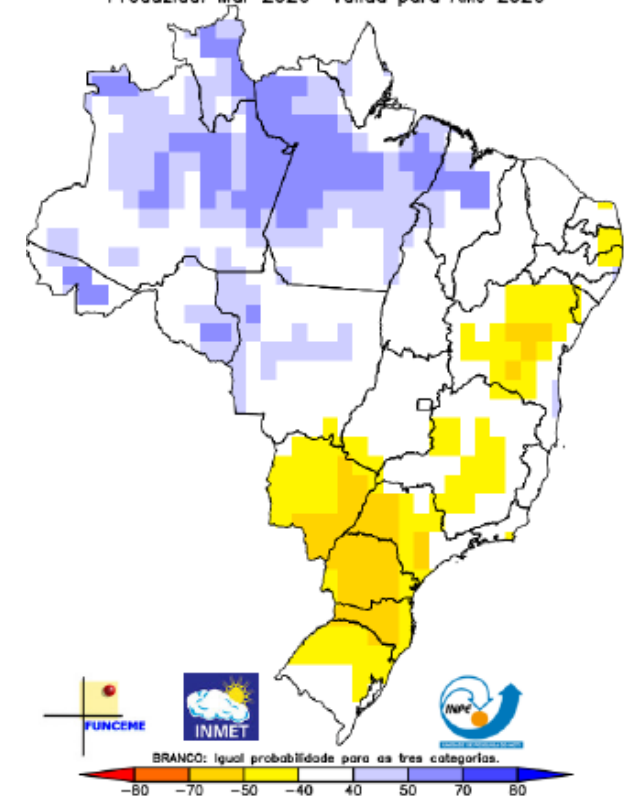 FUNCEME
INMET
INPE
BRANCO: Igual probabilidade para as tres categorias.
-80 -70 -50 -40 40 50 70 80